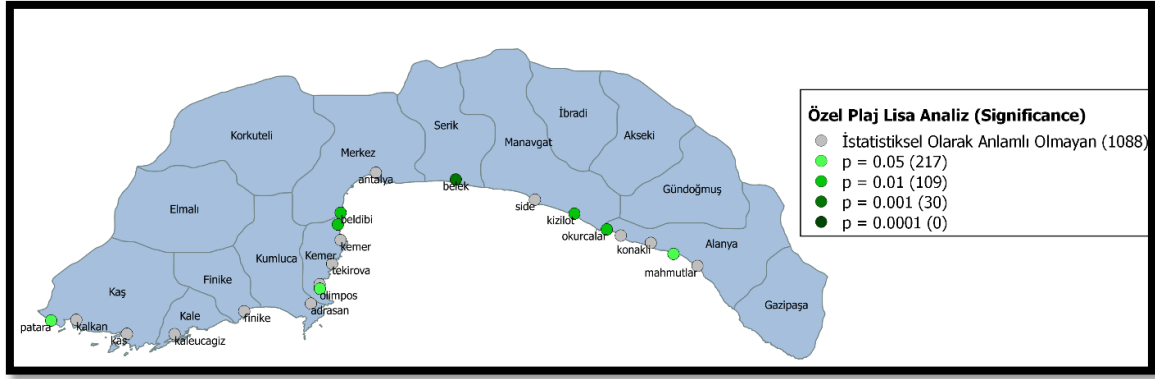 Özel Plaj Lisa Analiz (Significance)
İstatistiksel Olarak Anlamlı Olmayan (1088)
p = 0.05 (217)
p = 0.01 (109)
p = 0.001 (30)
p = 0.0001 (0)
Korkuteli
Merkez
antalya
Serik
belek
Manavgat
İbradi
Akseki
Gündoğmuş
side
kizilot
okurcalar
konakli
Alanya
mahmutlar
Gazipaşa
Elmalı
beldibi
kemer
Kemer
tekirova
Kumluca
olimpos
adrasan
Finike
finike
Kaş
Kale
patara
kalkan
kas
kaleucagiz